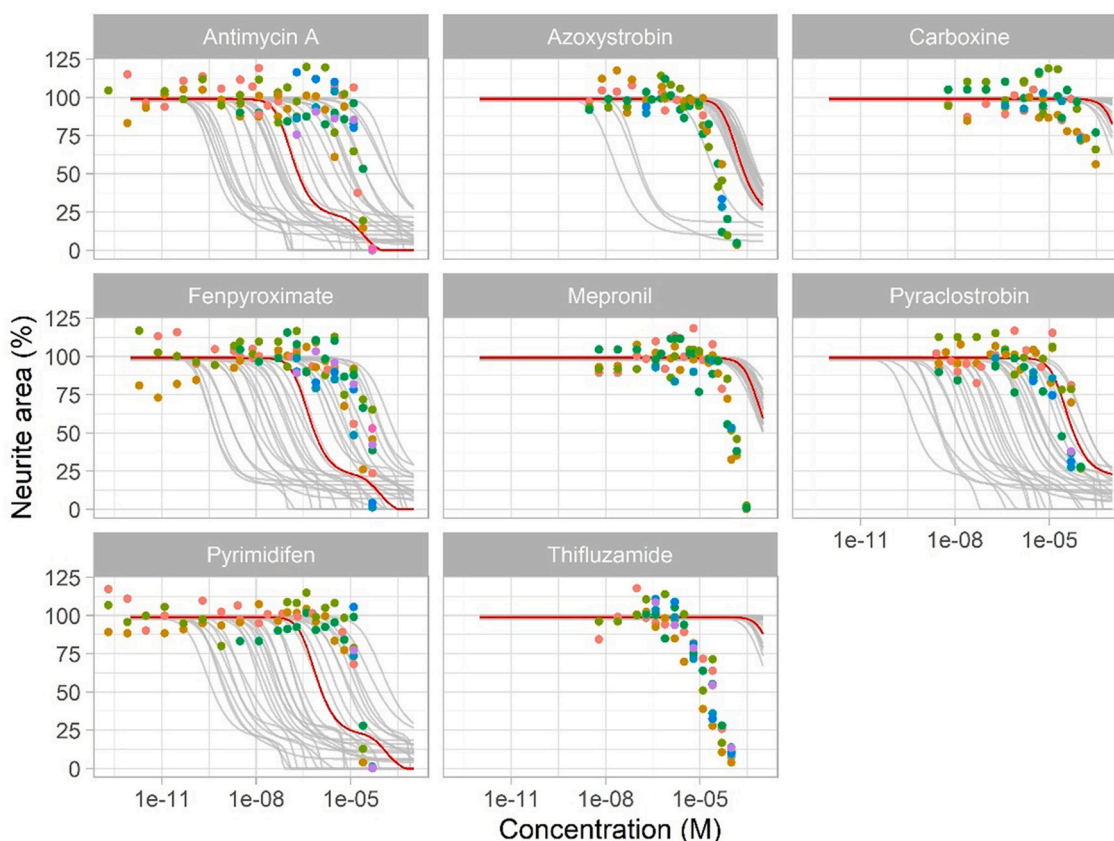 Antimycin A
Azoxystrobin
Carboxine
125
100
75
50
25
0
Fenpyroximate
Mepronil
Pyraclostrobin
125
100
75
50
25
0
1e-11 1e-08 1e-05
Pyrimidifen
Thifluzamide
125
100
75
50
25
0
1e-11 1e-08 1e-05
1e-11 1e-08 1e-05
Neurite area (%)
Concentration (M)